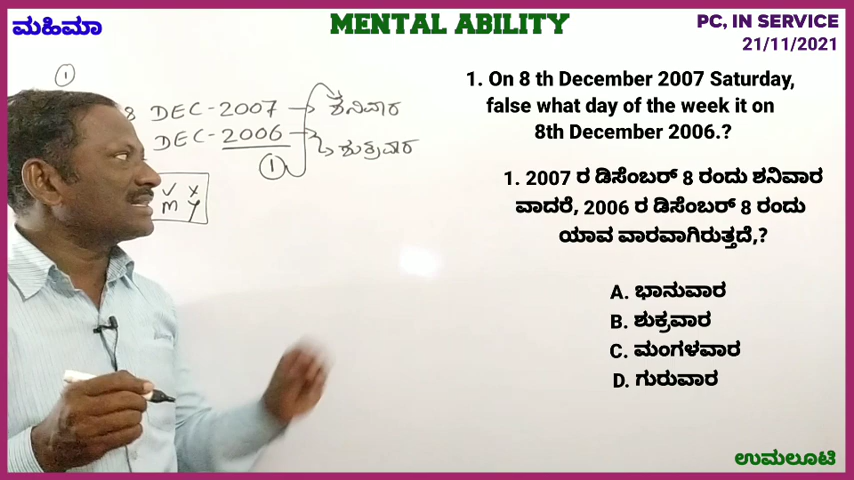 ಮಹಿಮಾ
MENTAL ABILITY
PC, IN SERVICE
21/11/2021
1
8 DEC-2007 → ಶನಿವಾರ
DEC-2006 → ಶುಕ್ರವಾರ
1
✓ x
m y
1. On 8 th December 2007 Saturday,
false what day of the week it on
8th December 2006.?
1. 2007 ರ ಡಿಸೆಂಬರ್ 8 ರಂದು ಶನಿವಾರ
ವಾದರೆ, 2006 ರ ಡಿಸೆಂಬರ್ 8 ರಂದು
ಯಾವ ವಾರವಾಗಿರುತ್ತದೆ,?
A. ಭಾನುವಾರ
B. ಶುಕ್ರವಾರ
C. ಮಂಗಳವಾರ
D. ಗುರುವಾರ
ಉಮಲೂಟಿ